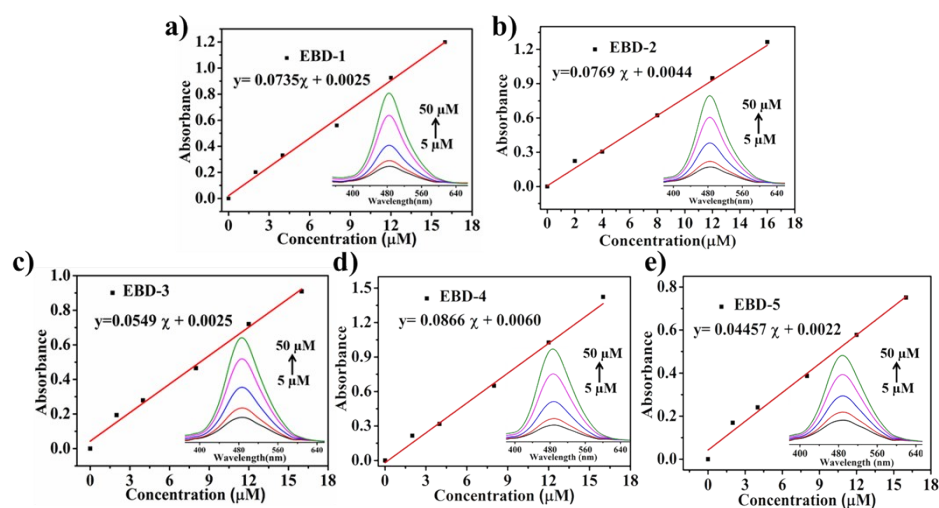 a)
EBD-1
y= 0.0735χ + 0.0025
50 μM
5 μM
1.2
1.0
0.8
0.6
0.4
0.2
0.0
Absorbance
400 480 560 640
Wavelength(nm)
0 3 6 9 12 15 18
Concentration (μM)
b)
EBD-2
y= 0.0769 χ + 0.0044
50 μM
5 μM
1.2
0.9
0.6
0.3
0.0
Absorbance
400 480 560 640
Wavelength(nm)
0 2 4 6 8 10 12 14 16 18
Concentration(μM)
c)
EBD-3
y=0.0549 χ + 0.0025
50 μM
5 μM
1.0
0.8
0.6
0.4
0.2
0.0
Absorbance
400 480 560 640
Wavelength (nm)
0 3 6 9 12 15 18
Concentration (μM)
d)
EBD-4
y= 0.0866 χ + 0.0060
50 μM
5 μM
1.5
1.2
0.9
0.6
0.3
0.0
Absorbance
400 480 560 640
Wavelength (nm)
0 3 6 9 12 15 18
Concentration (μM)
e)
EBD-5
y= 0.04457 χ + 0.0022
50 μM
5 μM
0.8
0.6
0.4
0.2
0.0
Absorbance
400 480 560 640
Wavelength (nm)
0 3 6 9 12 15 18
Concentration (μM)